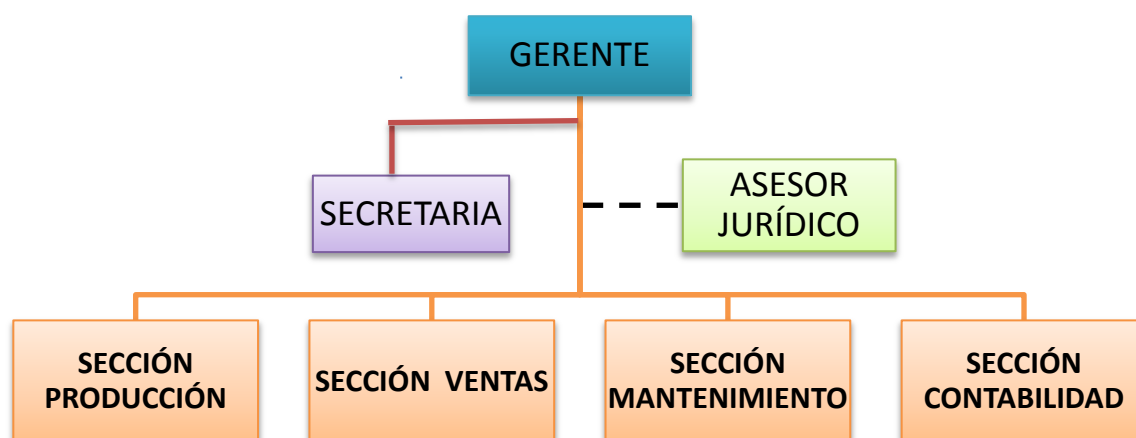 GERENTE
SECRETARIA
ASESOR
JURÍDICO
SECCIÓN
PRODUCCIÓN
SECCIÓN VENTAS
SECCIÓN
MANTENIMIENTO
SECCIÓN
CONTABILIDAD